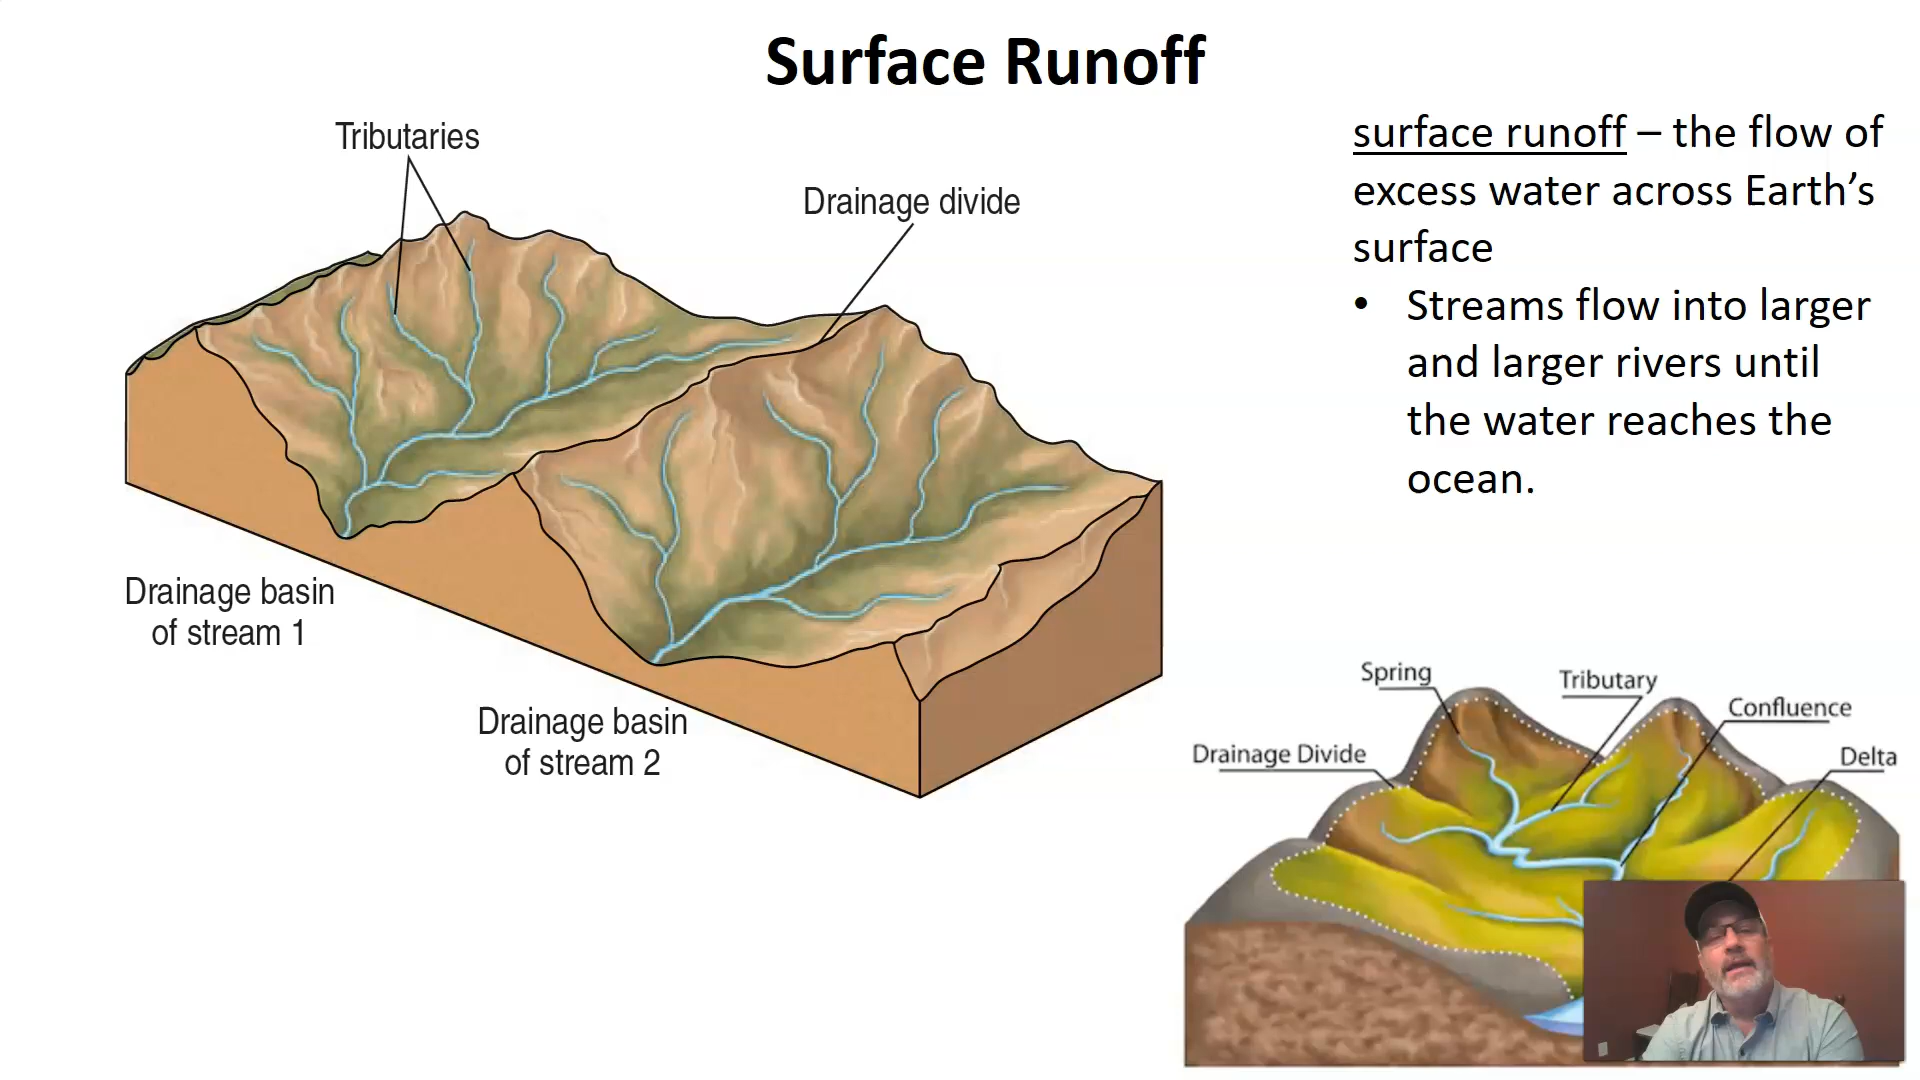 Surface Runoff
Tributaries
Drainage divide
Drainage basin
of stream 1
Drainage basin
of stream 2
surface runoff – the flow of
excess water across Earth’s
surface
• Streams flow into larger
and larger rivers until
the water reaches the
ocean.
Spring
Tributary
Confluence
Drainage Divide
Delta